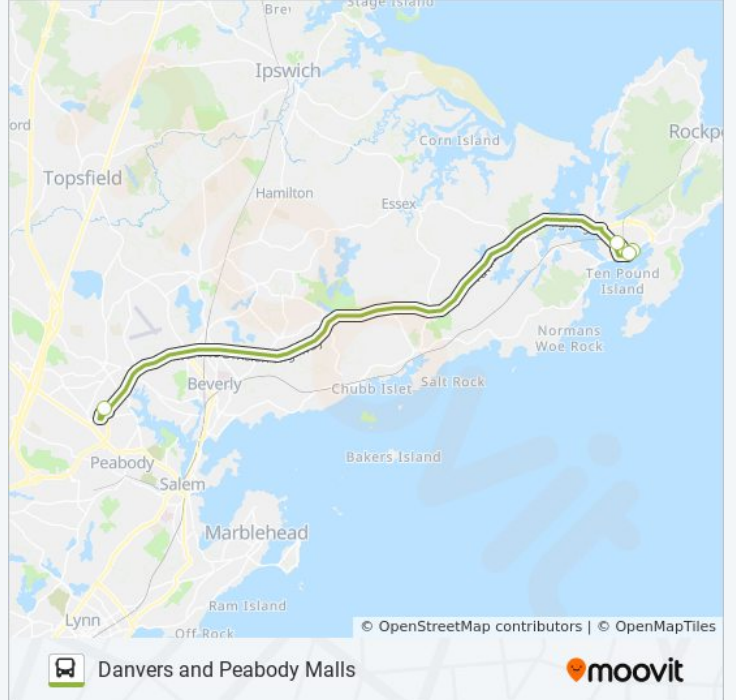 Stage Island
Ipswich
ord
Corn Island
Rockp
Topsfield
Hamilton
Essex
Ten Pound
Island
Normans
Woe Rock
Beverly
Chubb Islet
Salt Rock
Bakers Island
Peabody
Salem
Marblehead
Ram Island
Lynn
Off Rock
© OpenStreetMap contributors | © OpenMapTiles
Danvers and Peabody Malls
moovit